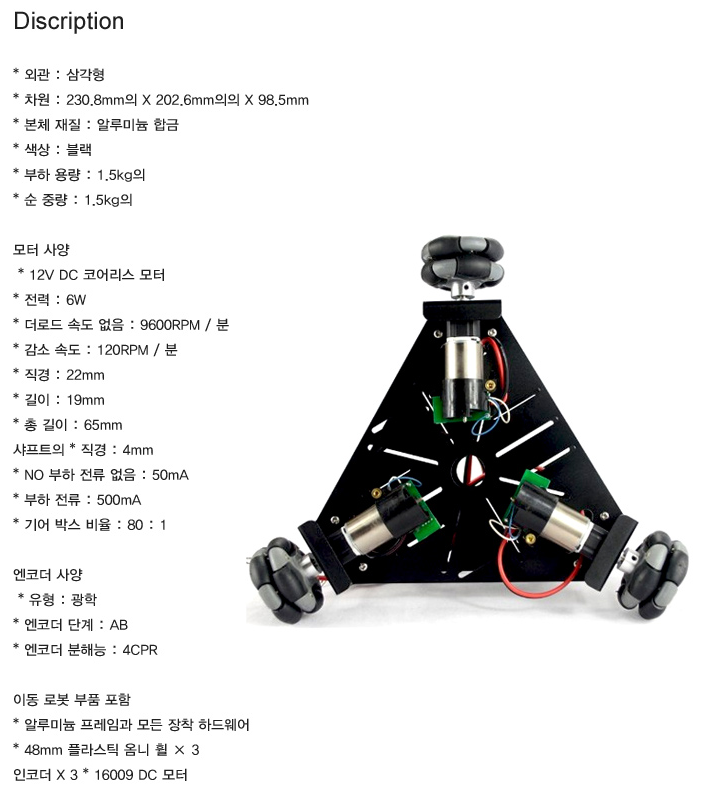 Discription
* 외관 : 삼각형
* 차원 : 230.8mm의 X 202.6mm의의 X 98.5mm
* 본체 재질 : 알루미늄 합금
* 색상 : 블랙
* 부하 용량 : 1.5kg의
* 순 중량 : 1.5kg의
모터 사양
* 12V DC 코어리스 모터
* 전력 : 6W
* 더로드 속도 없음 : 9600RPM / 분
* 감소 속도 : 120RPM / 분
* 직경 : 22mm
* 길이 : 19mm
* 총 길이 : 65mm
샤프트의 * 직경 : 4mm
* NO 부하 전류 없음 : 50mA
* 부하 전류 : 500mA
* 기어 박스 비율 : 80 : 1
엔코더 사양
* 유형 : 광학
* 엔코더 단계 : AB
* 엔코더 분해능 : 4CPR
이동 로봇 부품 포함
* 알루미늄 프레임과 모든 장착 하드웨어
* 48mm 플라스틱 옴니 휠 × 3
인코더 X 3 * 16009 DC 모터